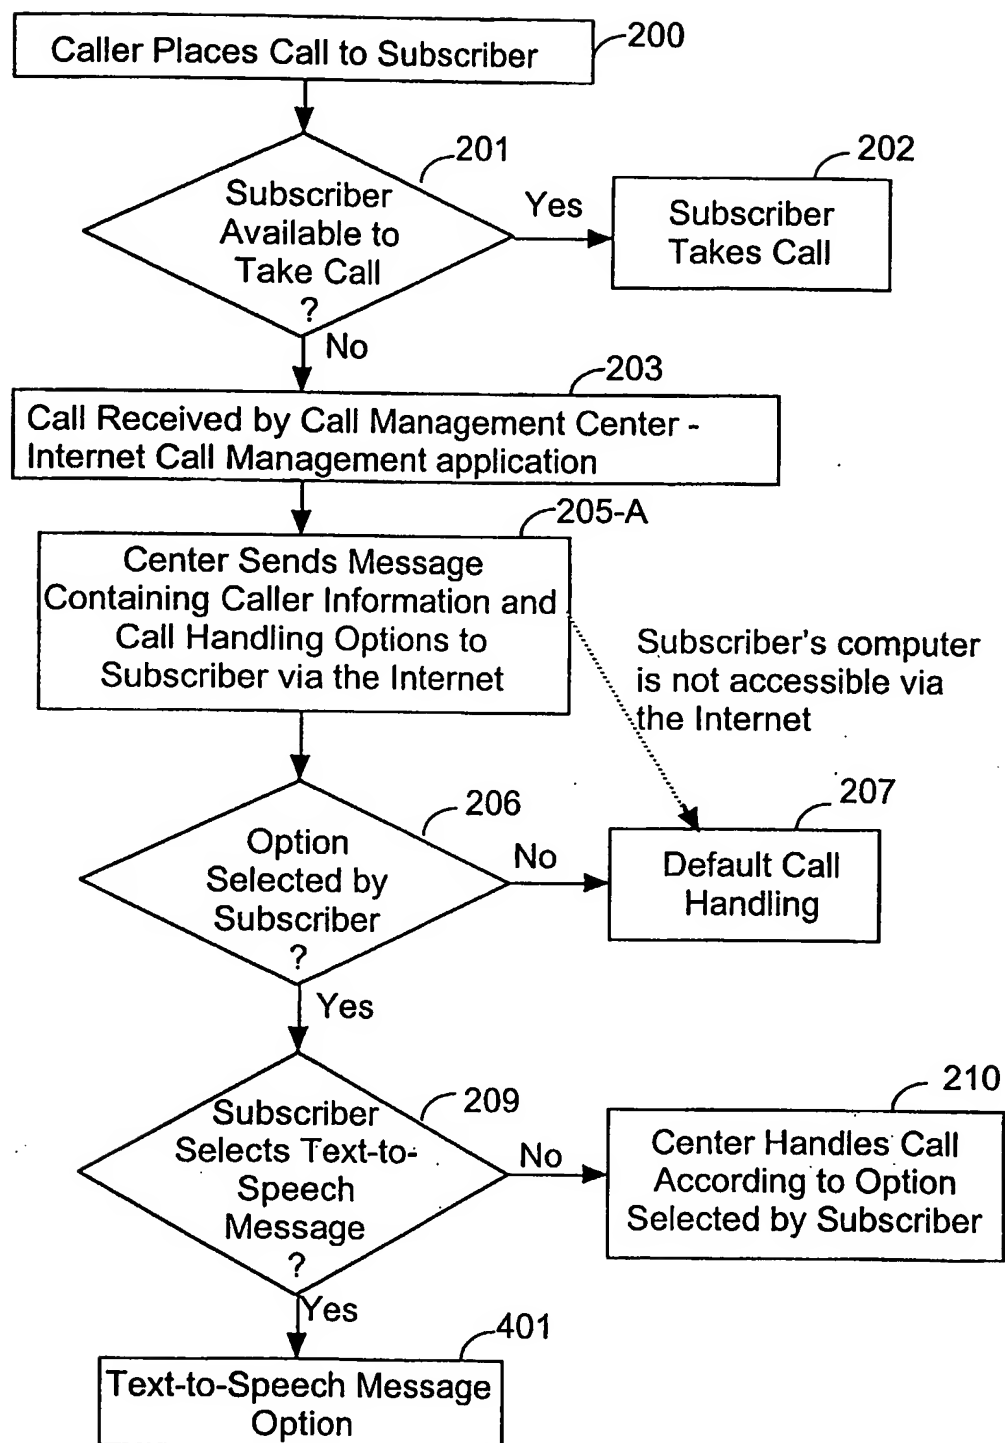 Caller Places Call to Subscriber
200
201
Subscriber
Available to
Take Call
?
Yes
202
Subscriber
Takes Call
No
203
Call Received by Call Management Center -
Internet Call Management application
205-A
Center Sends Message
Containing Caller Information and
Call Handling Options to
Subscriber via the Internet
Subscriber's computer
is not accessible via
the Internet
206
Option
Selected by
Subscriber
?
No
207
Default Call
Handling
Yes
209
Subscriber
Selects Text-to-
Speech
Message
?
No
210
Center Handles Call
According to Option
Selected by Subscriber
Yes
401
Text-to-Speech Message
Option